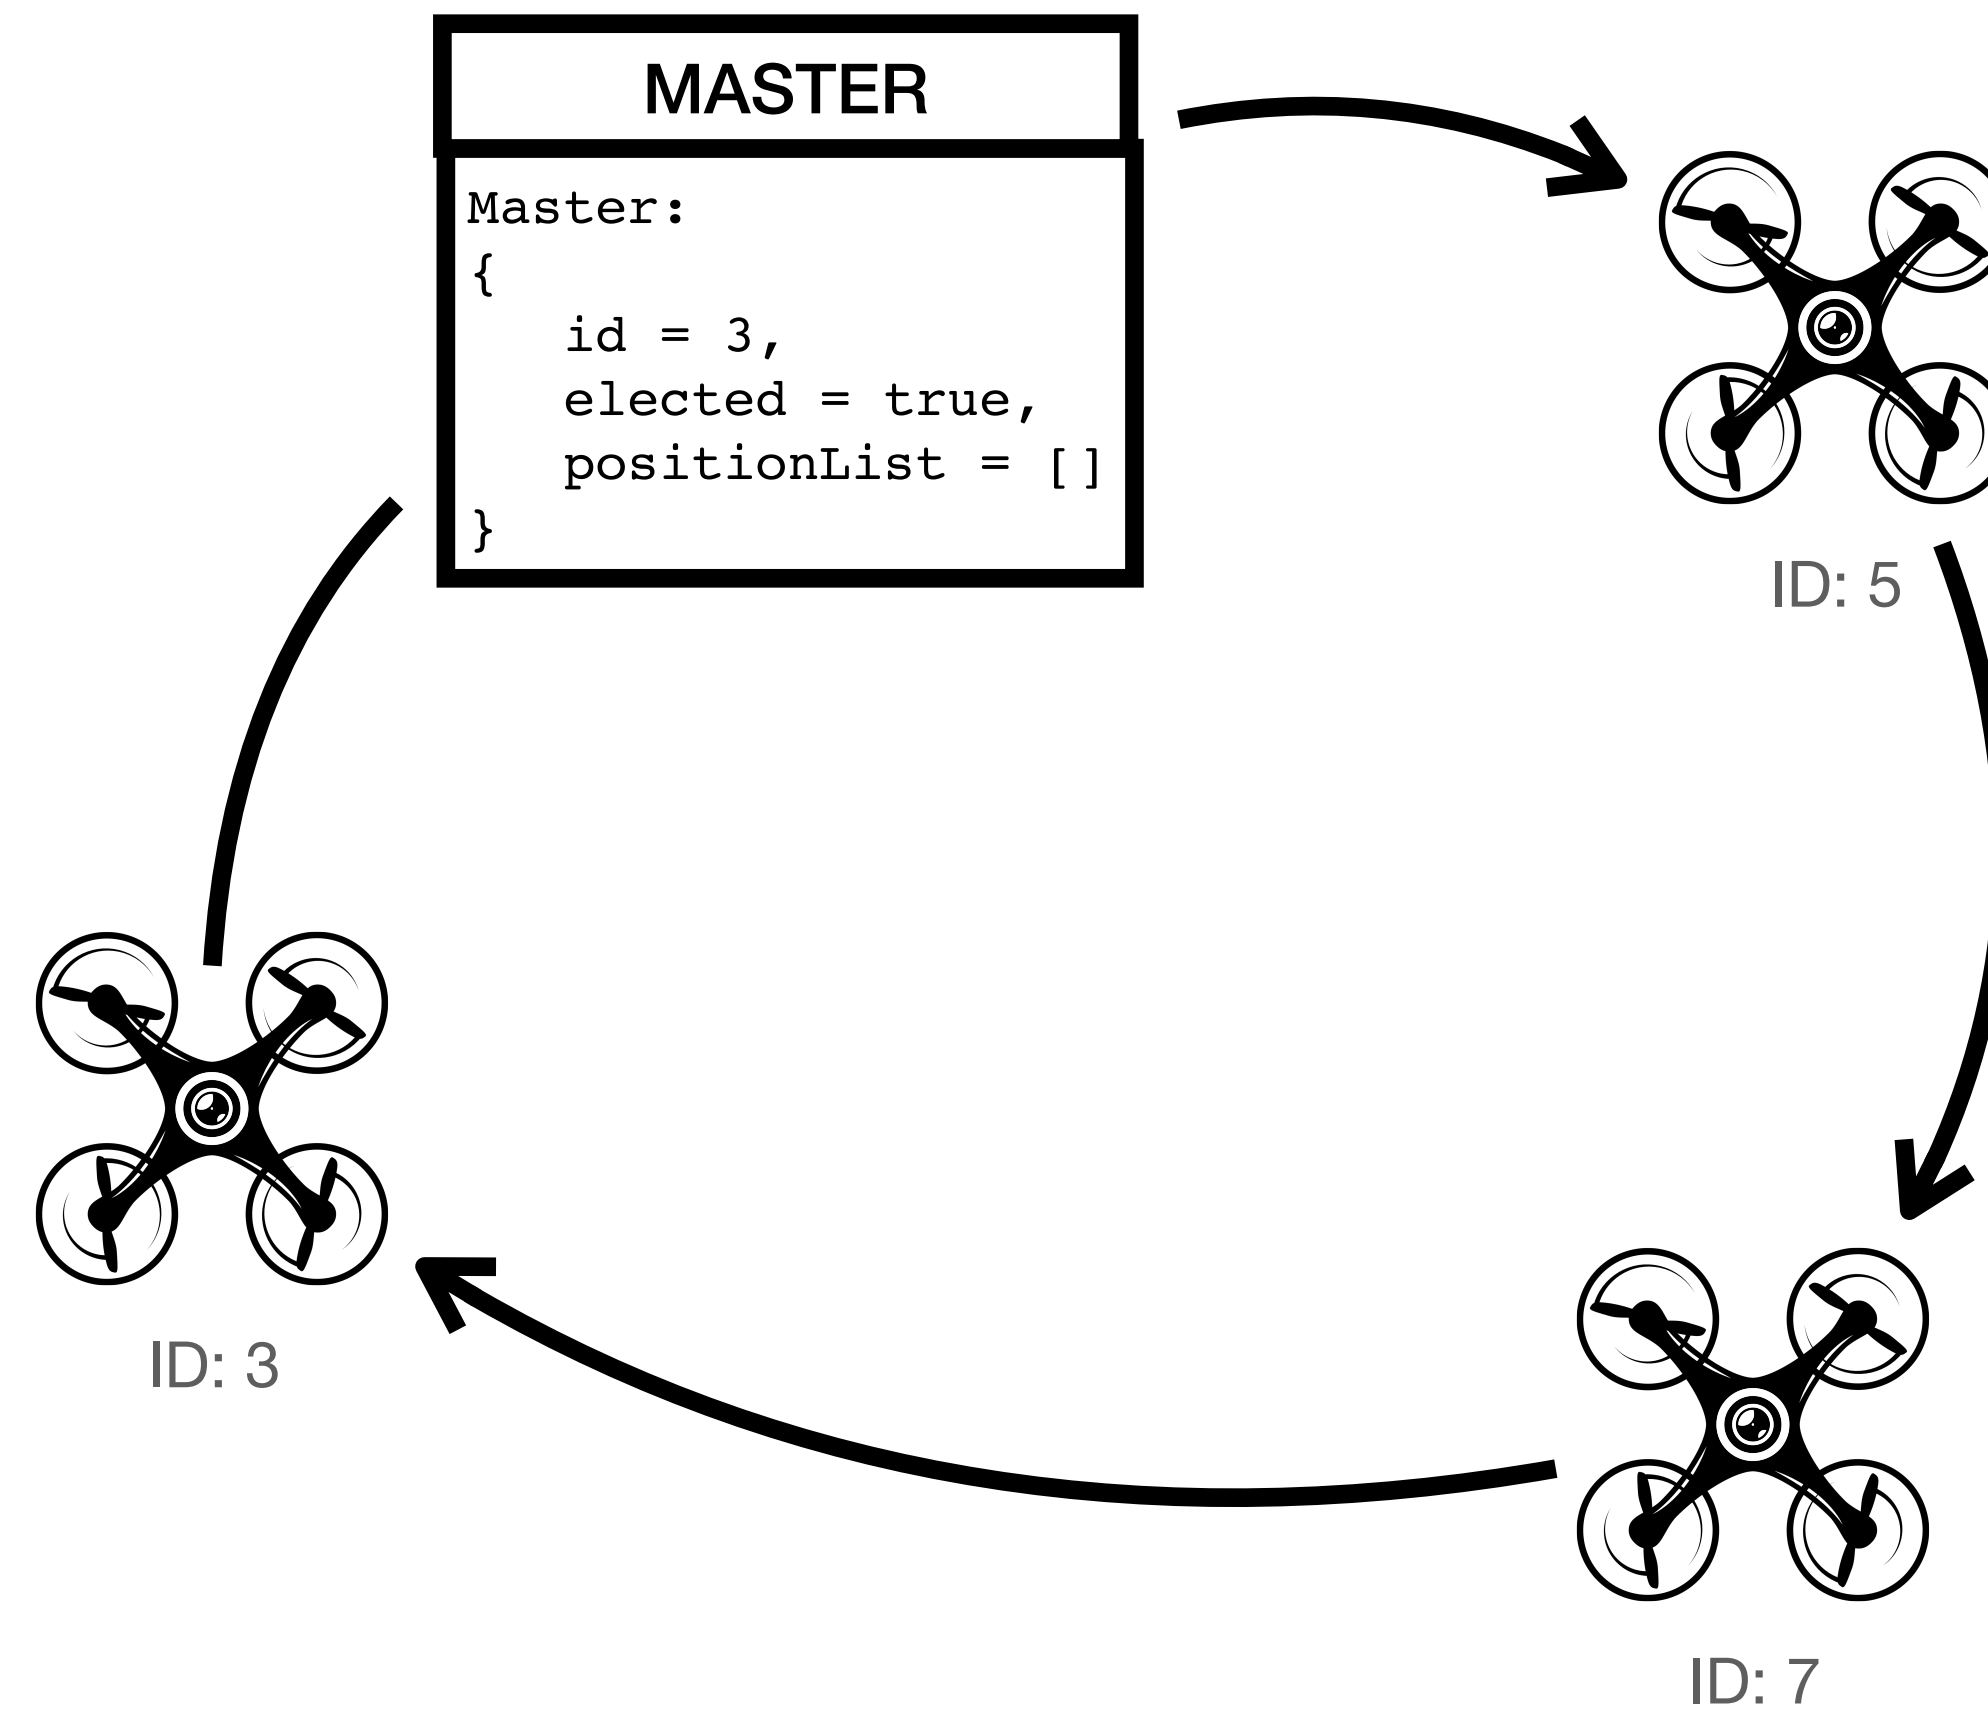 MASTER
Master:
{
    id = 3,
    elected = true,
    positionList = []
}
ID: 5
ID: 3
ID: 7